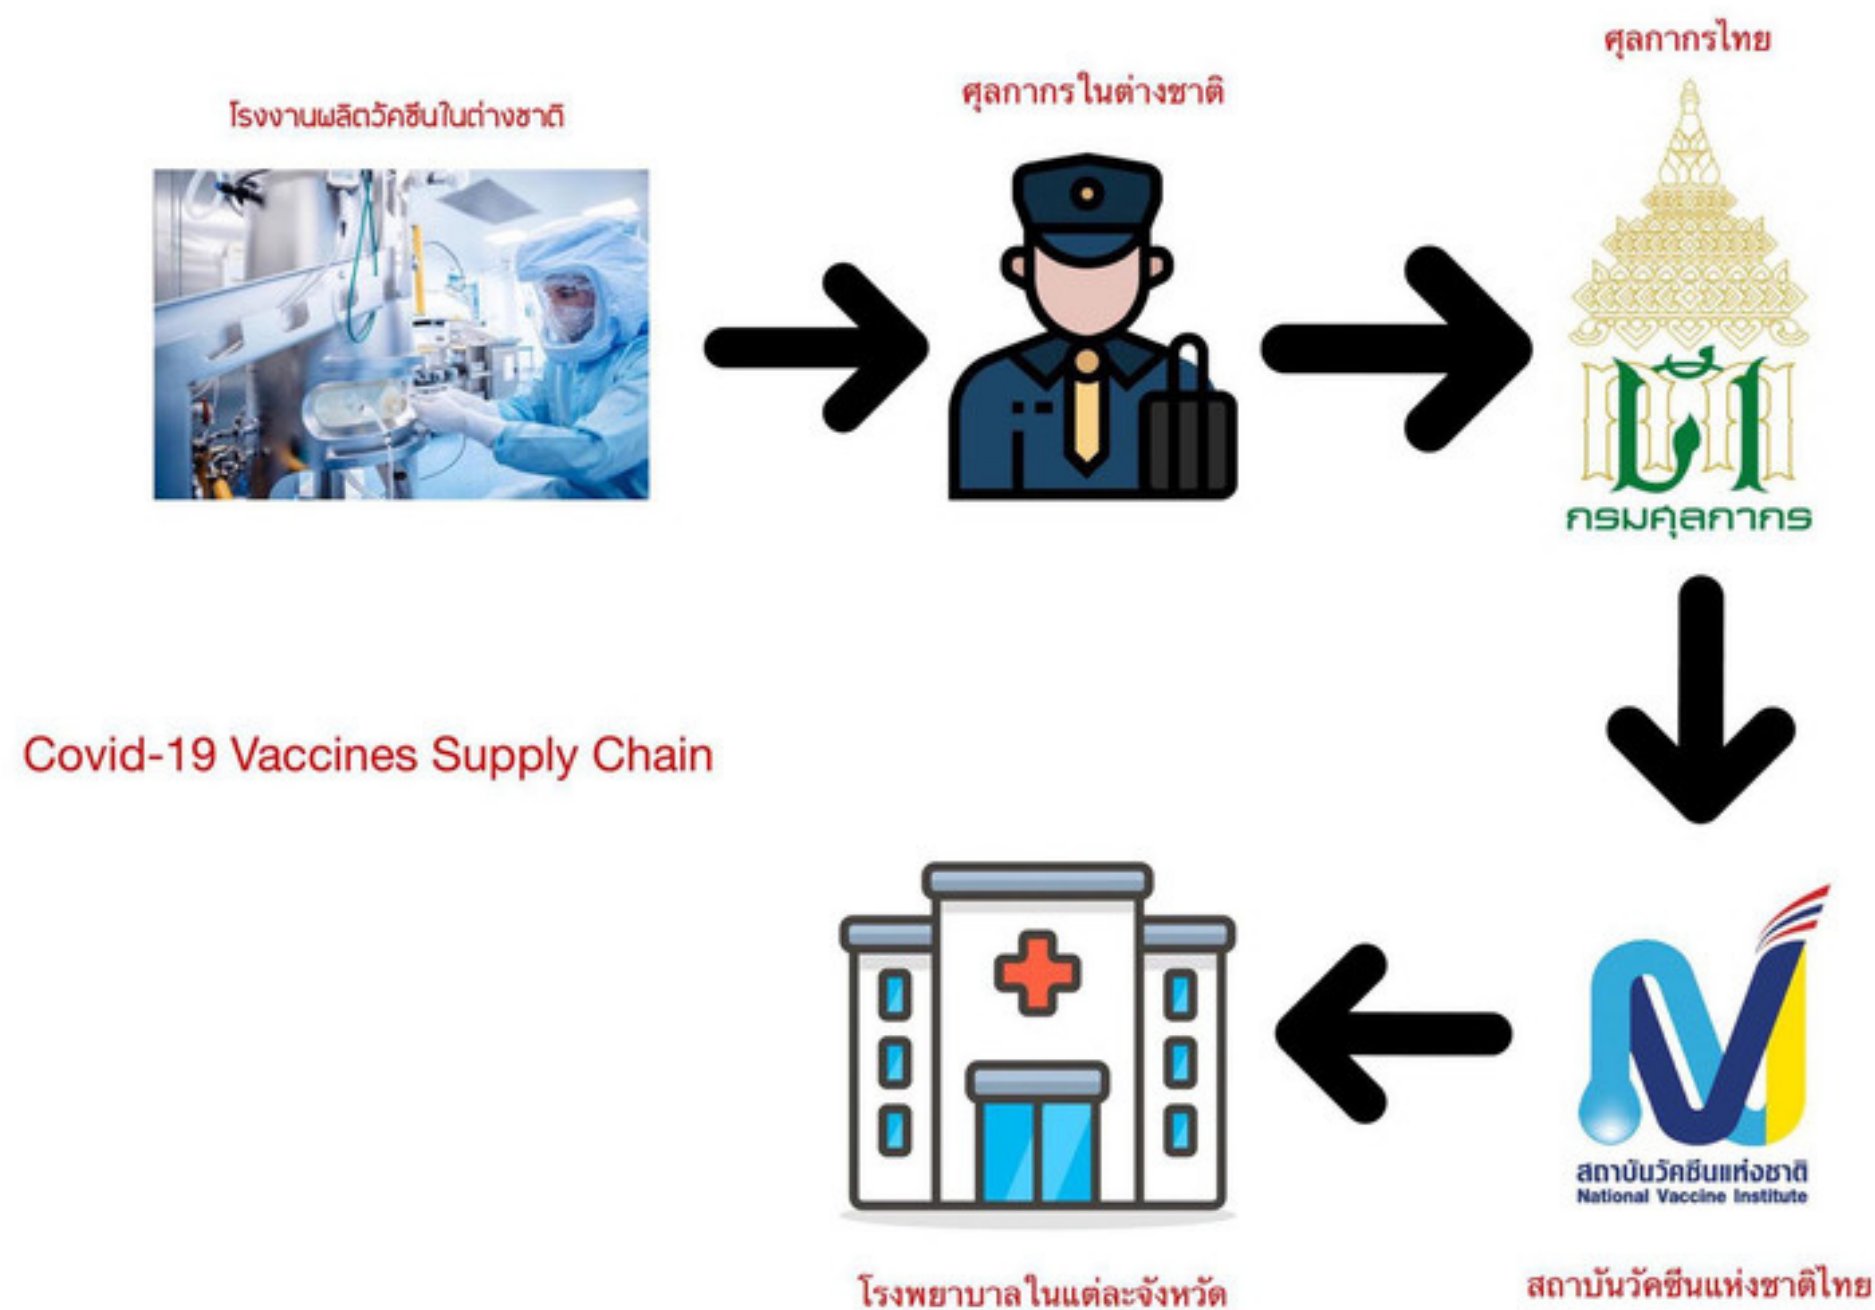 ศุลกากรไทย
ศุลกากรในต่างชาติ
โรงงานผลิตวัคซีนในต่างชาติ
กรมศุลกากร
Covid-19 Vaccines Supply Chain
สถาบันวัคซีนแห่งชาติ
National Vaccine Institute
โรงพยาบาลในแต่ละจังหวัด
สถาบันวัคซีนแห่งชาติไทย